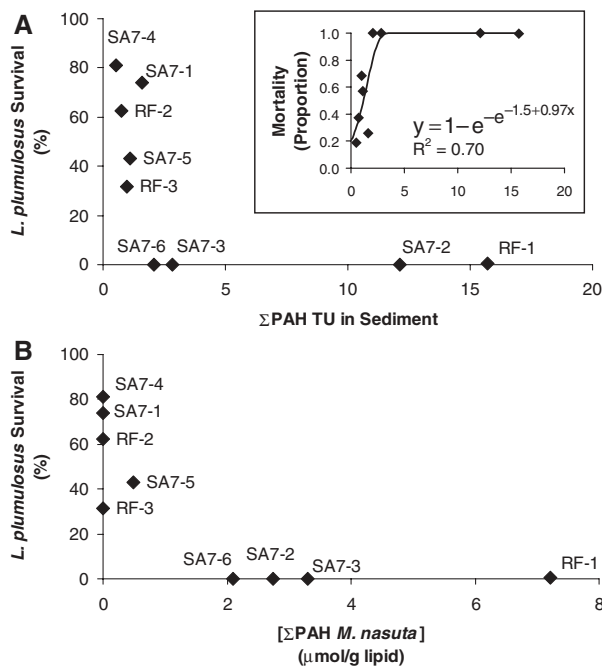 A
L. plumulosus Survival
(%)
100
80
60
40
20
0
SA7-4
SA7-1
RF-2
SA7-5
RF-3
SA7-6
SA7-3
SA7-2
RF-1
0
5
10
15
20
ΣPAH TU in Sediment
Mortality
(Proportion)
1.0
0.8
0.6
0.4
0.2
0.0
0
5
10
15
20
y = 1−e^−e^−1.5+0.97x
R² = 0.70
B
L. plumulosus Survival
(%)
100
80
60
40
20
0
SA7-4
SA7-1
RF-2
SA7-5
RF-3
SA7-6
SA7-2
SA7-3
RF-1
0
2
4
6
8
[ΣPAH M. nasuta]
(μmol/g lipid)